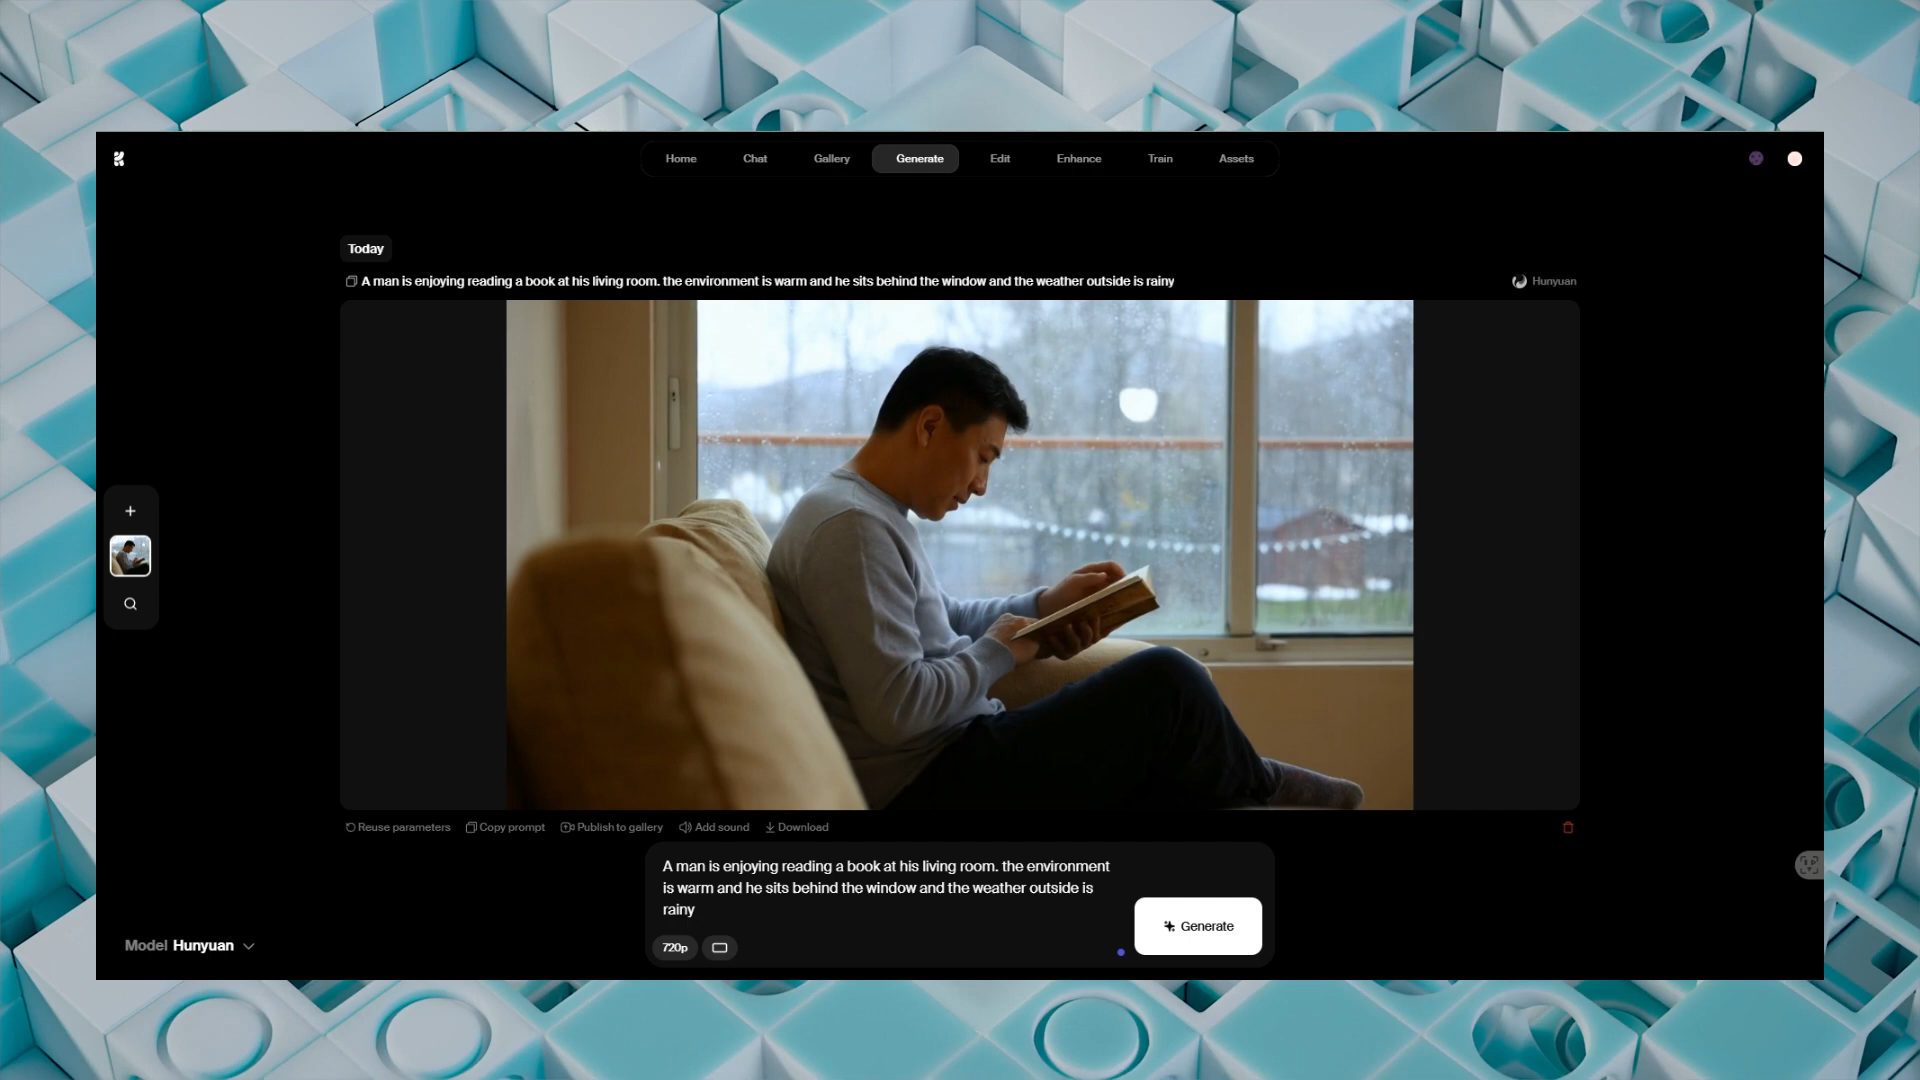 Home Chat Gallery Generate Edit Enhance Train Assets
Today
A man is enjoying reading a book at his living room. the environment is warm and he sits behind the window and the weather outside is rainy
Hunyuan
Reuse parameters Copy prompt Publish to gallery Add sound Download
A man is enjoying reading a book at his living room. the environment
is warm and he sits behind the window and the weather outside is
rainy
Generate
720p
Model Hunyuan